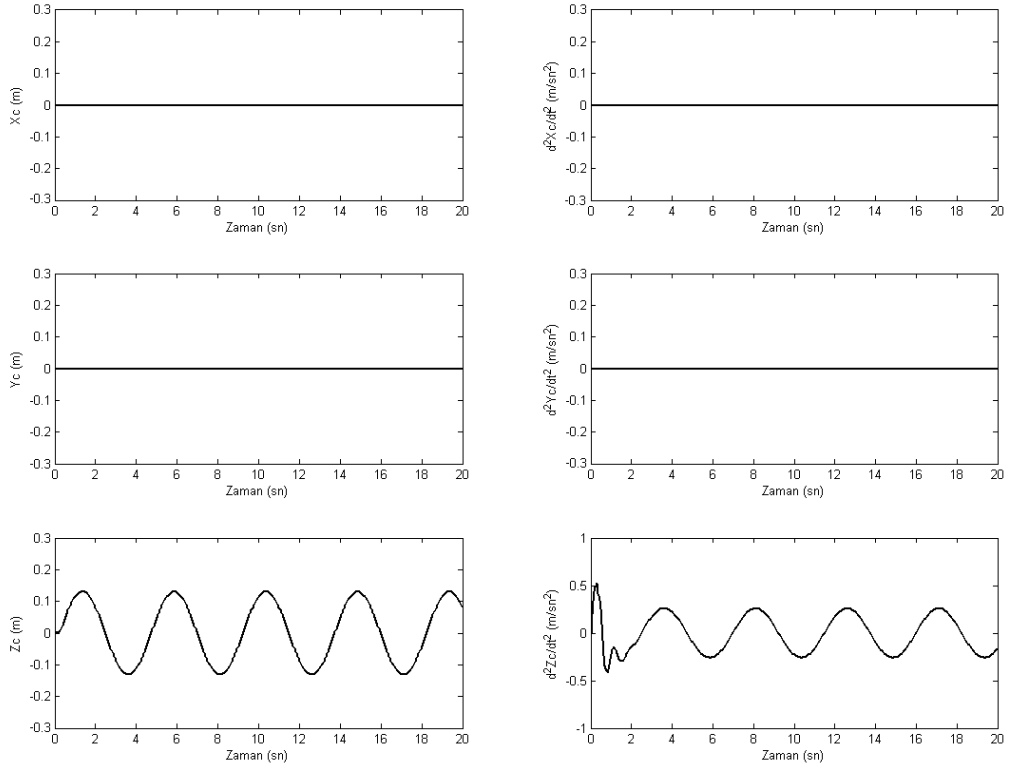 0.3
0.2
0.1
0
-0.1
-0.2
-0.3
Xc (m)
0 2 4 6 8 10 12 14 16 18 20
Zaman (sn)
0.3
0.2
0.1
0
-0.1
-0.2
-0.3
d²Xc/dt² (m/sn²)
0 2 4 6 8 10 12 14 16 18 20
Zaman (sn)
0.3
0.2
0.1
0
-0.1
-0.2
-0.3
Yc (m)
0 2 4 6 8 10 12 14 16 18 20
Zaman (sn)
0.3
0.2
0.1
0
-0.1
-0.2
-0.3
d²Yc/dt² (m/sn²)
0 2 4 6 8 10 12 14 16 18 20
Zaman (sn)
0.3
0.2
0.1
0
-0.1
-0.2
-0.3
Zc (m)
0 2 4 6 8 10 12 14 16 18 20
Zaman (sn)
1
0.5
0
-0.5
-1
d²Zc/dt² (m/sn²)
0 2 4 6 8 10 12 14 16 18 20
Zaman (sn)